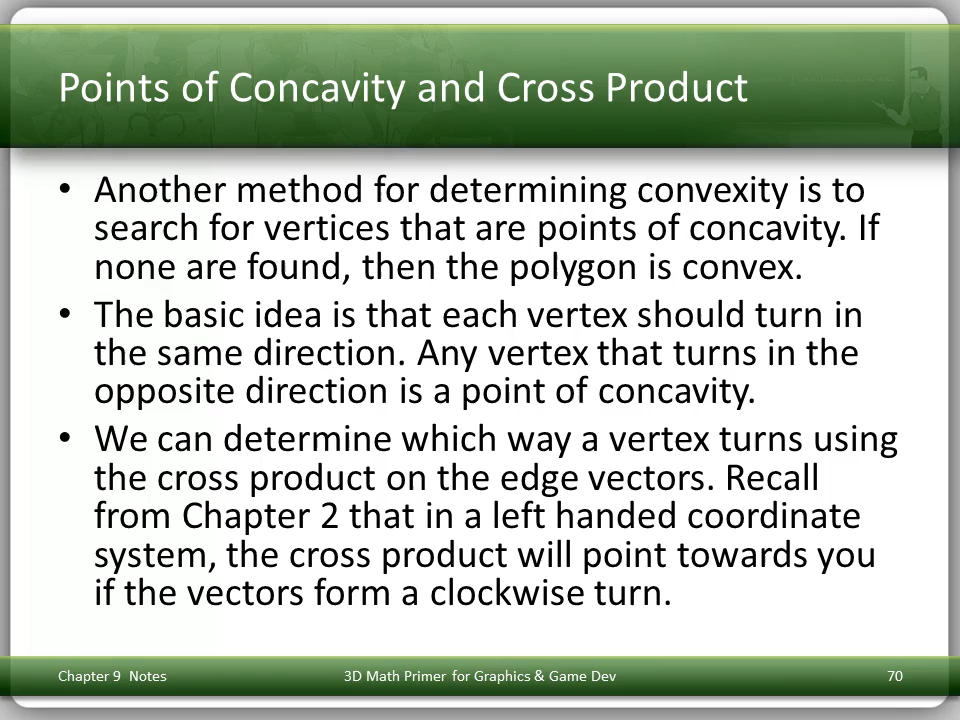 Points of Concavity and Cross Product
• Another method for determining convexity is to
search for vertices that are points of concavity. If
none are found, then the polygon is convex.
• The basic idea is that each vertex should turn in
the same direction. Any vertex that turns in the
opposite direction is a point of concavity.
• We can determine which way a vertex turns using
the cross product on the edge vectors. Recall
from Chapter 2 that in a left handed coordinate
system, the cross product will point towards you
if the vectors form a clockwise turn.
Chapter 9 Notes
3D Math Primer for Graphics & Game Dev
70